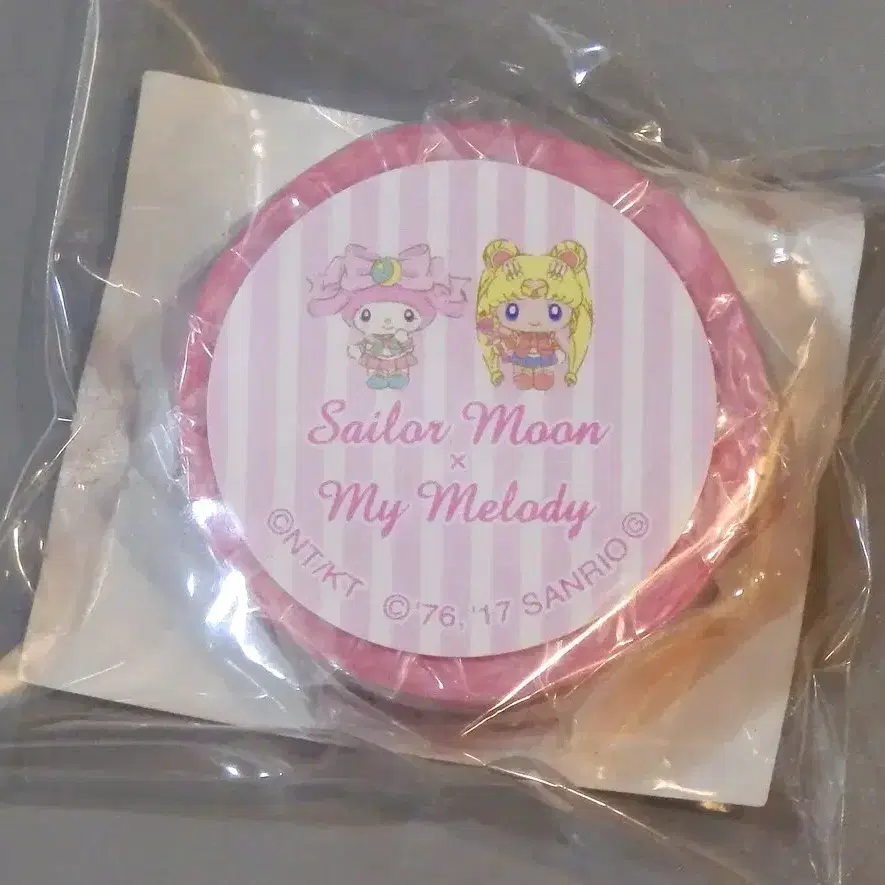 Sailor Moon
×
My Melody
©NT/KT
©'76,'17 SANRIO Ⓖ